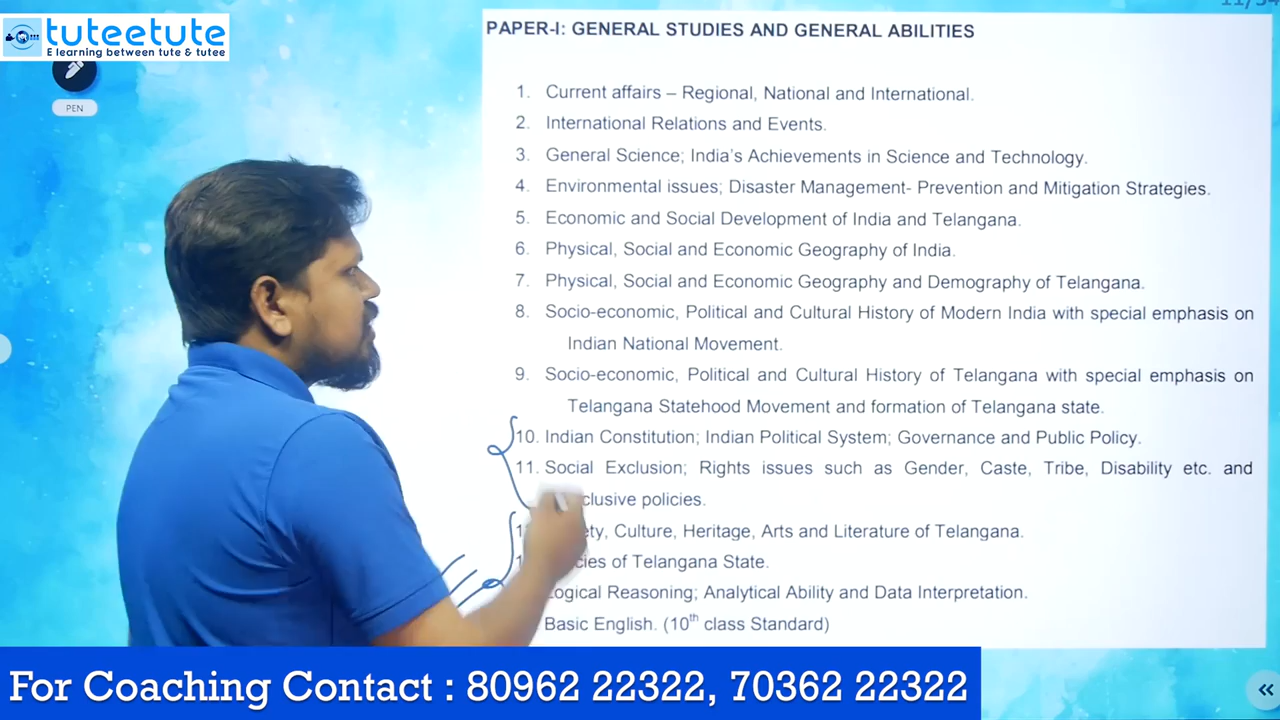 11/34
tuteetute
E learning between tute & tutee
PEN
PAPER-I: GENERAL STUDIES AND GENERAL ABILITIES
1. Current affairs – Regional, National and International.
2. International Relations and Events.
3. General Science; India's Achievements in Science and Technology.
4. Environmental issues; Disaster Management- Prevention and Mitigation Strategies.
5. Economic and Social Development of India and Telangana.
6. Physical, Social and Economic Geography of India.
7. Physical, Social and Economic Geography and Demography of Telangana.
8. Socio-economic, Political and Cultural History of Modern India with special emphasis on
Indian National Movement.
9. Socio-economic, Political and Cultural History of Telangana with special emphasis on
Telangana Statehood Movement and formation of Telangana state.
10. Indian Constitution; Indian Political System; Governance and Public Policy.
11. Social Exclusion; Rights issues such as Gender, Caste, Tribe, Disability etc. and
policies.
Culture, Heritage, Arts and Literature of Telangana.
of Telangana State.
Logical Reasoning; Analytical Ability and Data Interpretation.
Basic English. (10th class Standard)
For Coaching Contact : 80962 22322, 70362 22322